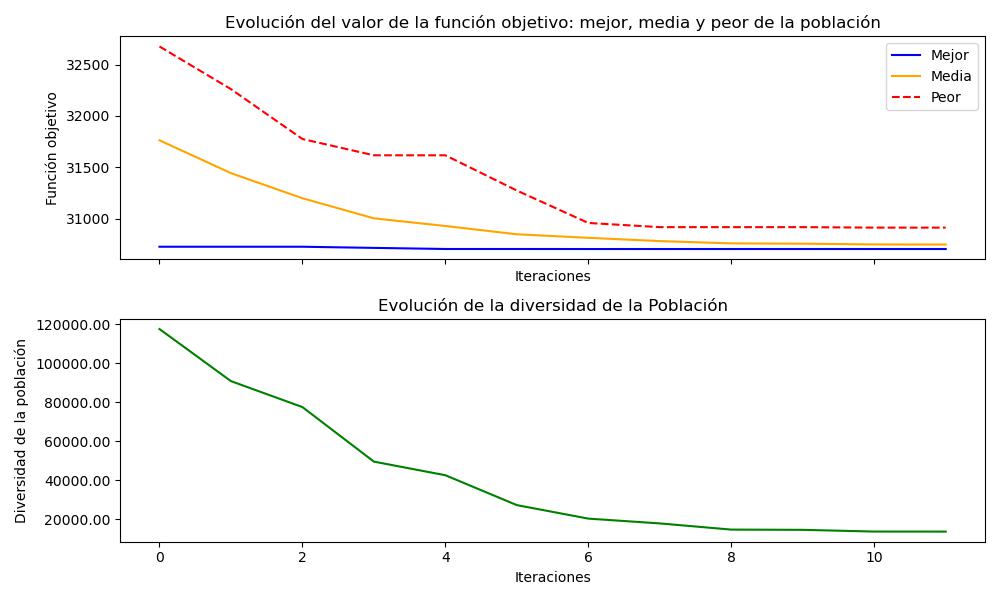 Evolución del valor de la función objetivo: mejor, media y peor de la población
Función objetivo
32500
32000
31500
31000
Mejor
Media
Peor
Iteraciones
Evolución de la diversidad de la Población
Diversidad de la población
120000.00
100000.00
80000.00
60000.00
40000.00
20000.00
0 2 4 6 8 10
Iteraciones